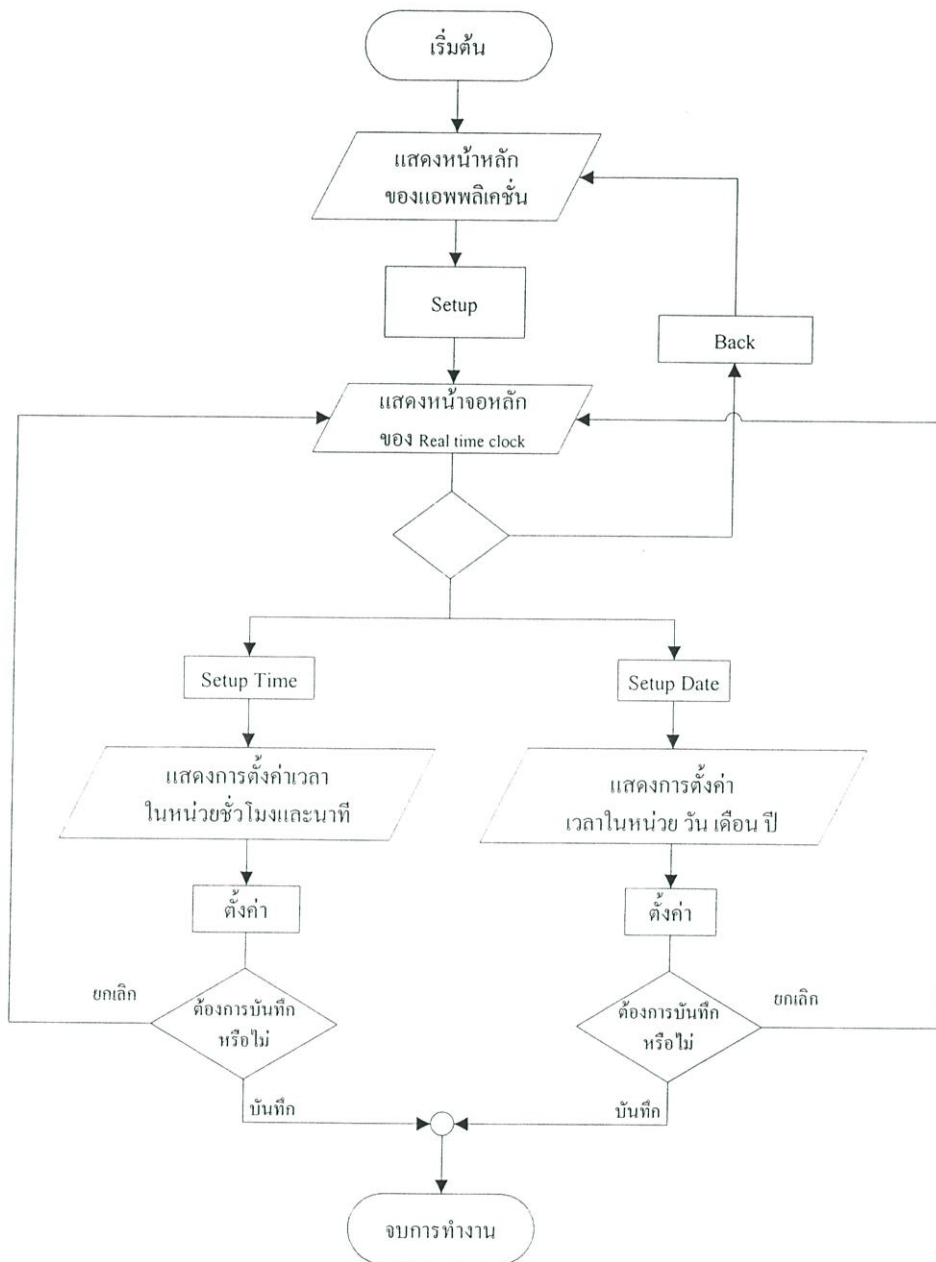 เริ่มต้น
แสดงหน้าหลัก
ของแอพพลิเคชั่น
Setup
Back
แสดงหน้าจอหลัก
ของ Real time clock
Setup Time
Setup Date
แสดงการตั้งค่าเวลา
ในหน่วยชั่วโมงและนาที
แสดงการตั้งค่า
เวลาในหน่วย วัน เดือน ปี
ตั้งค่า
ตั้งค่า
ยกเลิก
ต้องการบันทึก
หรือไม่
ต้องการบันทึก
หรือไม่
ยกเลิก
บันทึก
บันทึก
จบการทำงาน